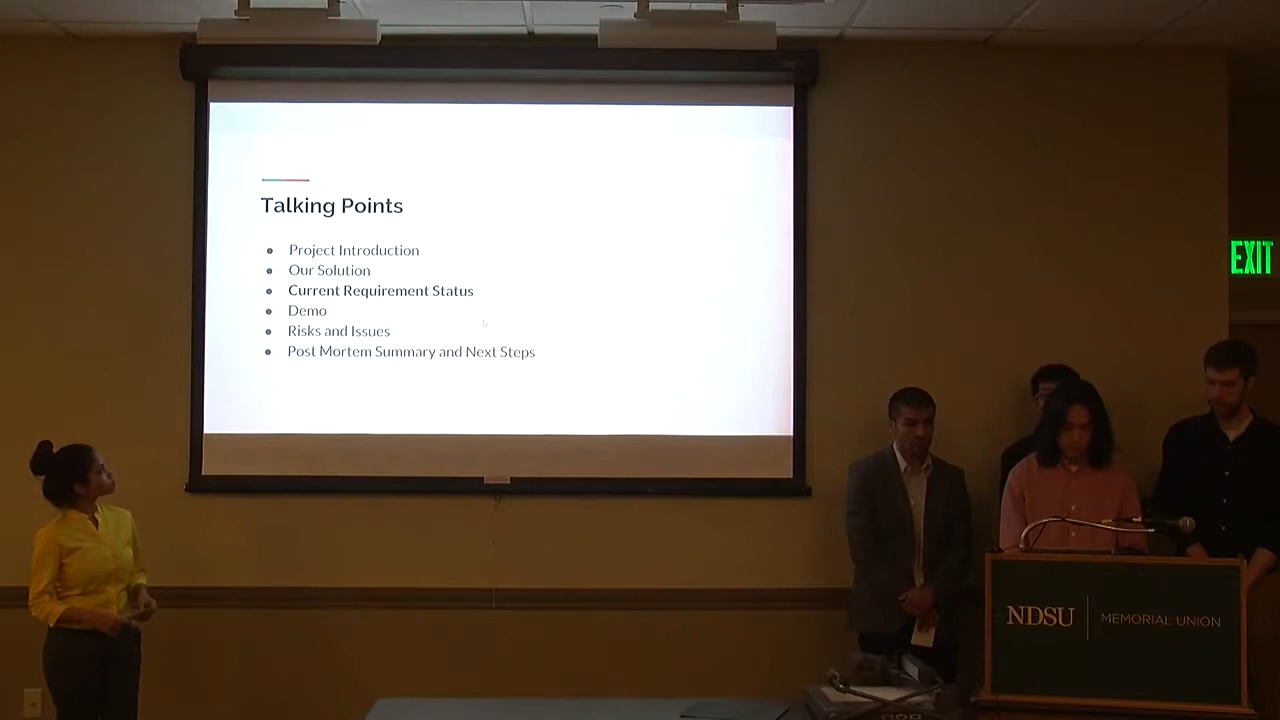 Talking Points
Project Introduction
Our Solution
Current Requirement Status
Demo
Risks and Issues
Post Mortem Summary and Next Steps
EXIT
NDSU MEMORIAL UNION